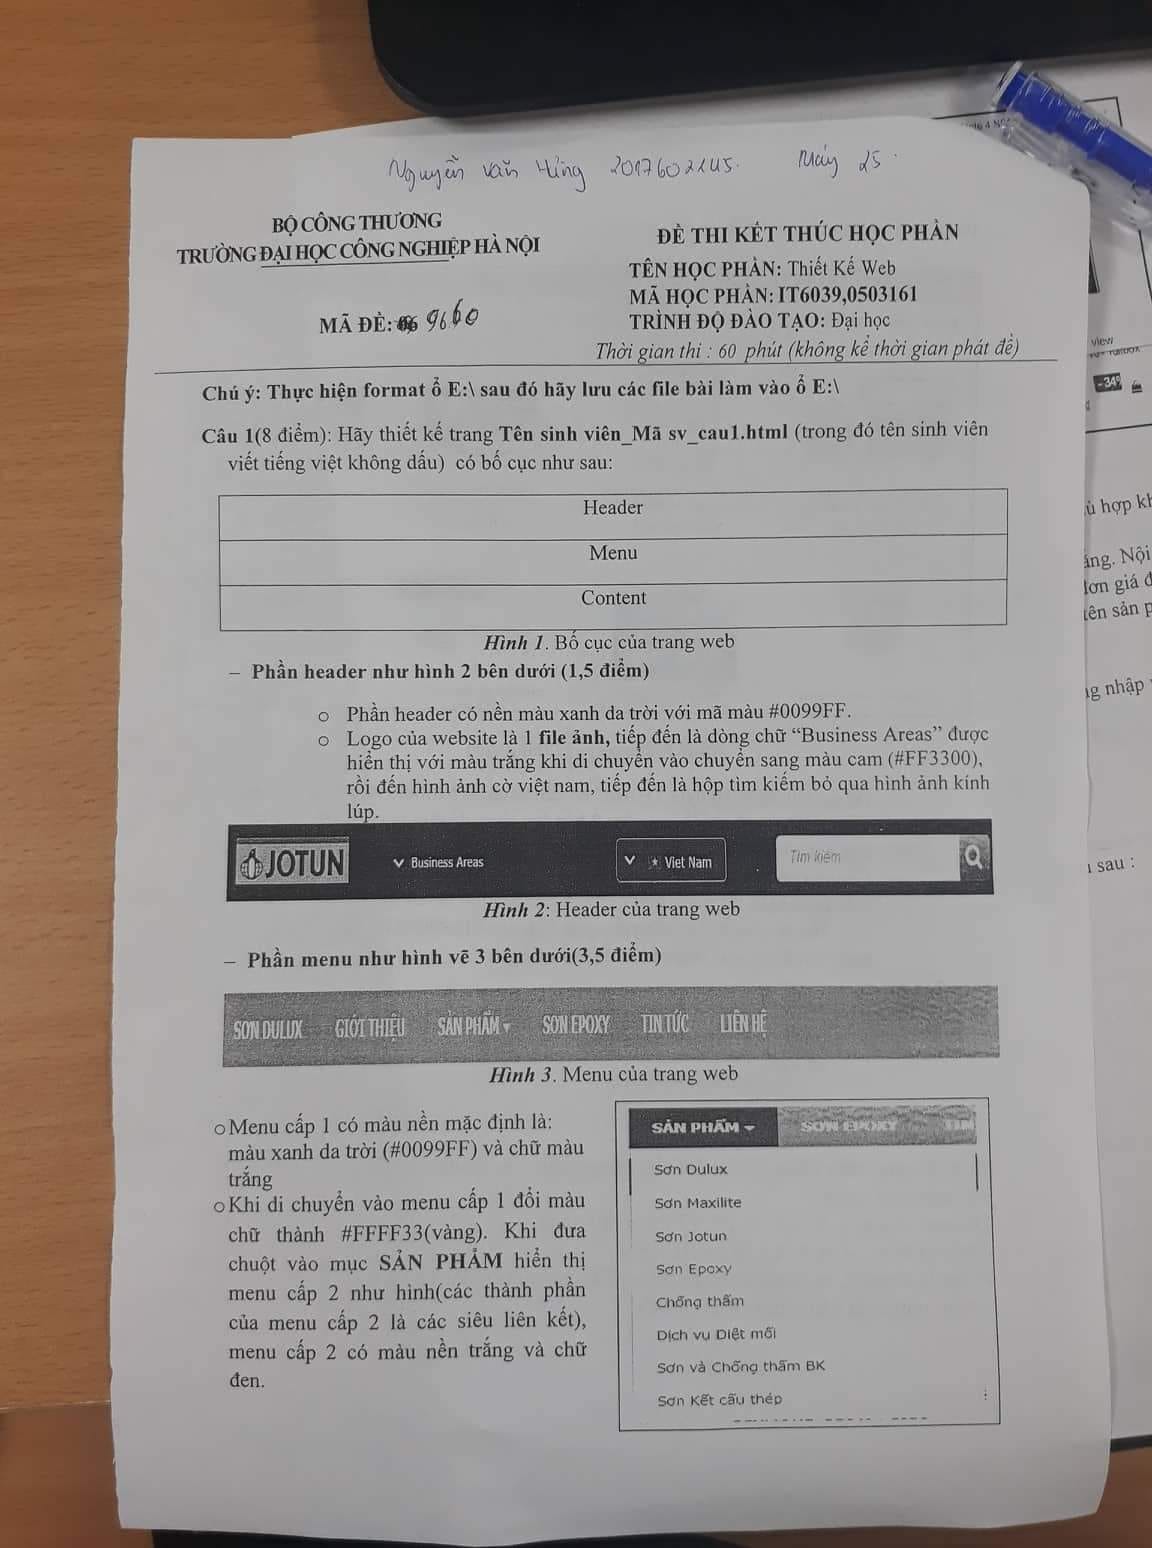 Nguyễn Văn Hùng 2017602145. Máy 25.
BỘ CÔNG THƯƠNG
TRƯỜNG ĐẠI HỌC CÔNG NGHIỆP HÀ NỘI
MÃ ĐỀ: 9660
ĐỀ THI KẾT THÚC HỌC PHẦN
TÊN HỌC PHẦN: Thiết Kế Web
MÃ HỌC PHẦN: IT6039,0503161
TRÌNH ĐỘ ĐÀO TẠO: Đại học
Thời gian thi : 60 phút (không kể thời gian phát đề)
Chú ý: Thực hiện format ổ E:\ sau đó hãy lưu các file bài làm vào ổ E:\
Câu 1(8 điểm): Hãy thiết kế trang Tên sinh viên_Mã sv_cau1.html (trong đó tên sinh viên
viết tiếng việt không dấu) có bố cục như sau:
Header
Menu
Content
Hình 1. Bố cục của trang web
– Phần header như hình 2 bên dưới (1,5 điểm)
o Phần header có nền màu xanh da trời với mã màu #0099FF.
o Logo của website là 1 file ảnh, tiếp đến là dòng chữ “Business Areas” được
hiển thị với màu trắng khi di chuyển vào chuyển sang màu cam (#FF3300),
rồi đến hình ảnh cờ việt nam, tiếp đến là hộp tìm kiếm bỏ qua hình ảnh kính
lúp.
JOTUN Business Areas Viet Nam Tìm kiếm
Hình 2: Header của trang web
– Phần menu như hình vẽ 3 bên dưới(3,5 điểm)
SƠN DULUX GIỚI THIỆU SẢN PHẨM SƠN EPOXY TIN TỨC LIÊN HỆ
Hình 3. Menu của trang web
o Menu cấp 1 có màu nền mặc định là:
màu xanh da trời (#0099FF) và chữ màu
trắng
o Khi di chuyển vào menu cấp 1 đổi màu
chữ thành #FFFF33(vàng). Khi đưa
chuột vào mục SẢN PHẨM hiển thị
menu cấp 2 như hình(các thành phần
của menu cấp 2 là các siêu liên kết),
menu cấp 2 có màu nền trắng và chữ
đen.
SẢN PHẨM SƠN EPOXY TIN
Sơn Dulux
Sơn Maxilite
Sơn Jotun
Sơn Epoxy
Chống thấm
Dịch vụ Diệt mối
Sơn và Chống thấm BK
Sơn Kết cấu thép
view
-34%
ù hợp kh
áng. Nội
đơn giá đ
tên sản p
ng nhập
sau :